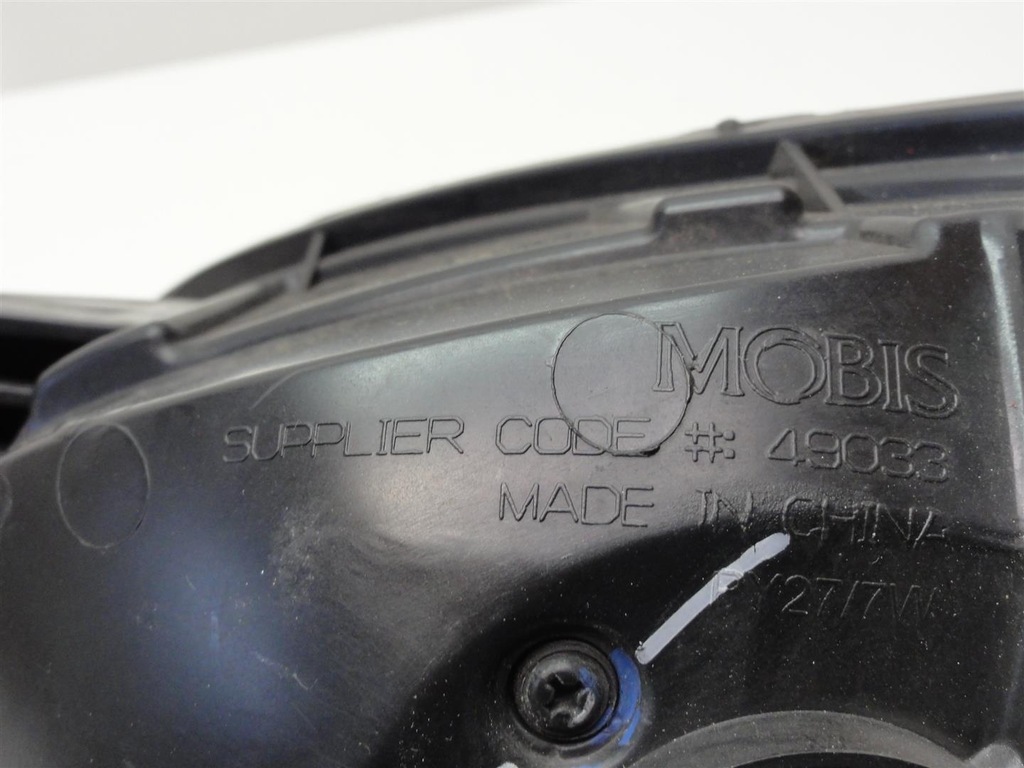 MOBIS
SUPPLIER CODE #: 49033
MADE IN CHINA
PY27/7W